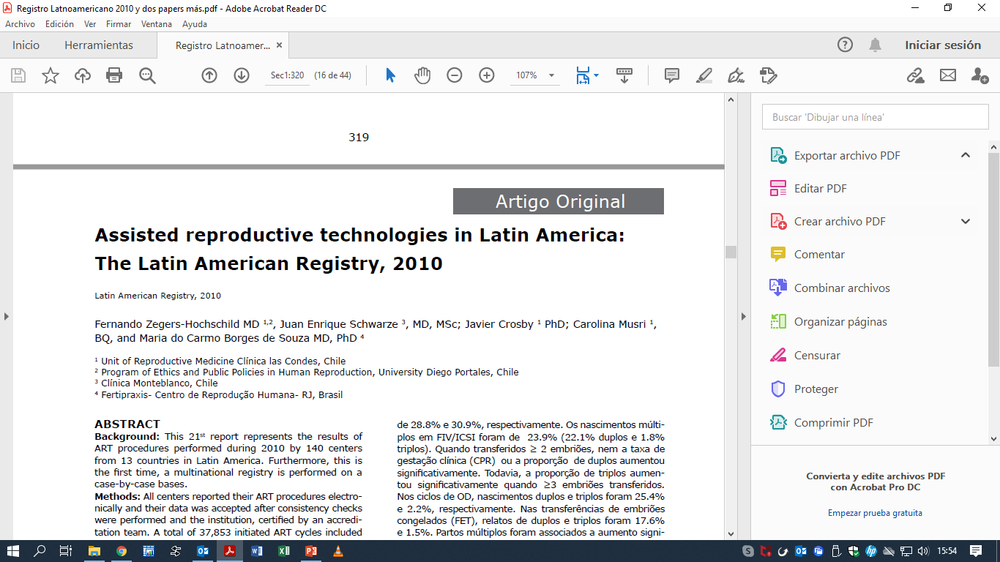 Registro Latnoamericano 2010 y dos papers más.pdf - Adobe Acrobat Reader DC
Archivo Edición Ver Firmar Ventana Ayuda
Inicio Herramientas Registro Latnoamer... × Iniciar sesión
Sec1:320 (16 de 44) 107%
319
Artigo Original
Assisted reproductive technologies in Latin America:
The Latin American Registry, 2010
Latin American Registry, 2010
Fernando Zegers-Hochschild MD ¹,², Juan Enrique Schwarze ³, MD, MSc; Javier Crosby ¹ PhD; Carolina Musri ¹,
BQ, and Maria do Carmo Borges de Souza MD, PhD ⁴
¹ Unit of Reproductive Medicine Clínica las Condes, Chile
² Program of Ethics and Public Policies in Human Reproduction, University Diego Portales, Chile
³ Clínica Monteblanco, Chile
⁴ Fertipraxis- Centro de Reprodução Humana- RJ, Brasil
ABSTRACT
Background: This 21st report represents the results of
ART procedures performed during 2010 by 140 centers
from 13 countries in Latin America. Furthermore, this is
the first time, a multinational registry is performed on a
case-by-case bases.
Methods: All centers reported their ART procedures electro-
nically and their data was accepted after consistency checks
were performed and the institution, certified by an accredi-
tation team. A total of 37,853 initiated ART cycles included
de 28.8% e 30.9%, respectivamente. Os nascimentos múlti-
plos em FIV/ICSI foram de 23.9% (22.1% duplos e 1.8%
triplos). Quando transferidos ≥ 2 embriões, nem a taxa de
gestação clínica (CPR) ou a proporção de duplos aumentou
significativamente. Todavia, a proporção de triplos aumen-
tou significativamente quando ≥3 embriões transferidos.
Nos ciclos de OD, nascimentos duplos e triplos foram 25.4%
e 2.2%, respectivamente. Nas transferências de embriões
congelados (FET), relatos de duplos e triplos foram 17.6%
e 1.5%. Partos múltiplos foram associados a aumento signi-
Buscar 'Dibujar una línea'
Exportar archivo PDF
Editar PDF
Crear archivo PDF
Comentar
Combinar archivos
Organizar páginas
Censurar
Proteger
Comprimir PDF
Convierta y edite archivos PDF
con Acrobat Pro DC
Empezar prueba gratuita
15:54